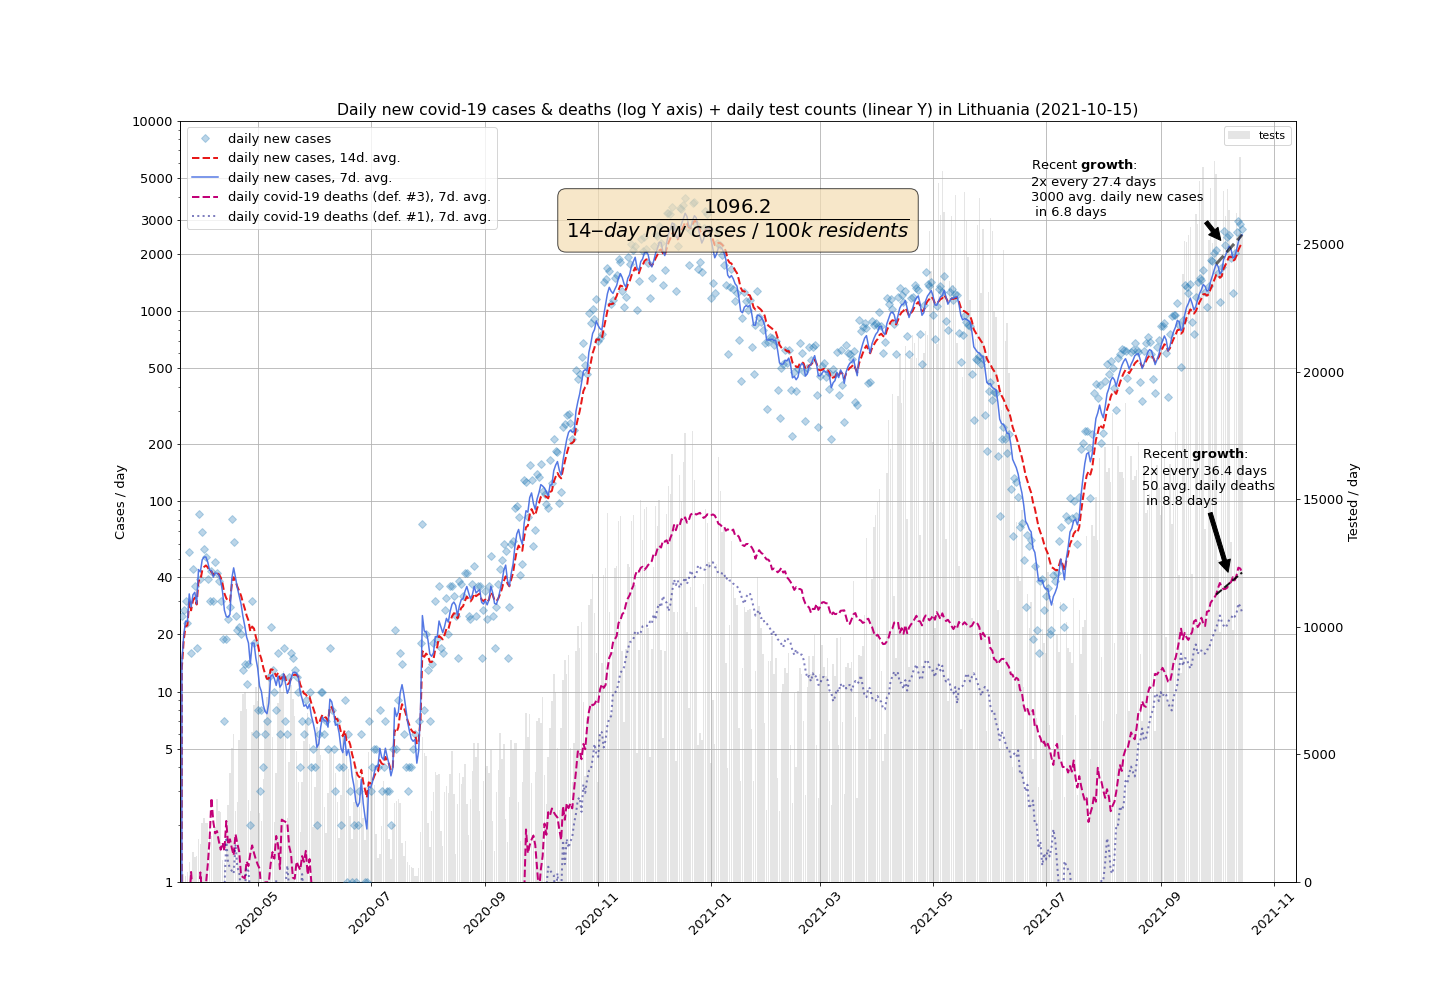 Daily new covid-19 cases & deaths (log Y axis) + daily test counts (linear Y) in Lithuania (2021-10-15)
daily new cases
daily new cases, 14d. avg.
daily new cases, 7d. avg.
daily covid-19 deaths (def. #3), 7d. avg.
daily covid-19 deaths (def. #1), 7d. avg.
tests
1096.2
14–day new cases / 100k residents
Recent growth:
2x every 27.4 days
3000 avg. daily new cases
in 6.8 days
Recent growth:
2x every 36.4 days
50 avg. daily deaths
in 8.8 days
Cases / day
10000
5000
3000
2000
1000
500
200
100
40
20
10
5
1
Tested / day
25000
20000
15000
10000
5000
0
2020-05
2020-07
2020-09
2020-11
2021-01
2021-03
2021-05
2021-07
2021-09
2021-11